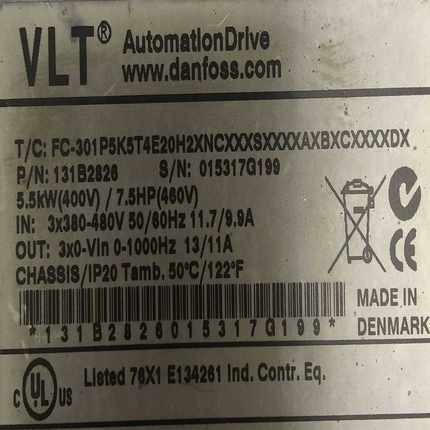 VLT® AutomationDrive
www.danfoss.com
T/C: FC-301P5K5T4E20H2XNCXXXSXXXXAXBXCXXXXDX
P/N: 131B2826 S/N: 015317G199
5.5kW(400V) / 7.5HP(460V)
IN: 3x380-480V 50/60Hz 11.7/9.9A
OUT: 3x0-Vin 0-1000Hz 13/11A
CHASSIS/IP20 Tamb. 50°C/122°F
*131B2826015317G199*
MADE IN
DENMARK
C UL US Listed 76X1 E134261 Ind. Contr. Eq.